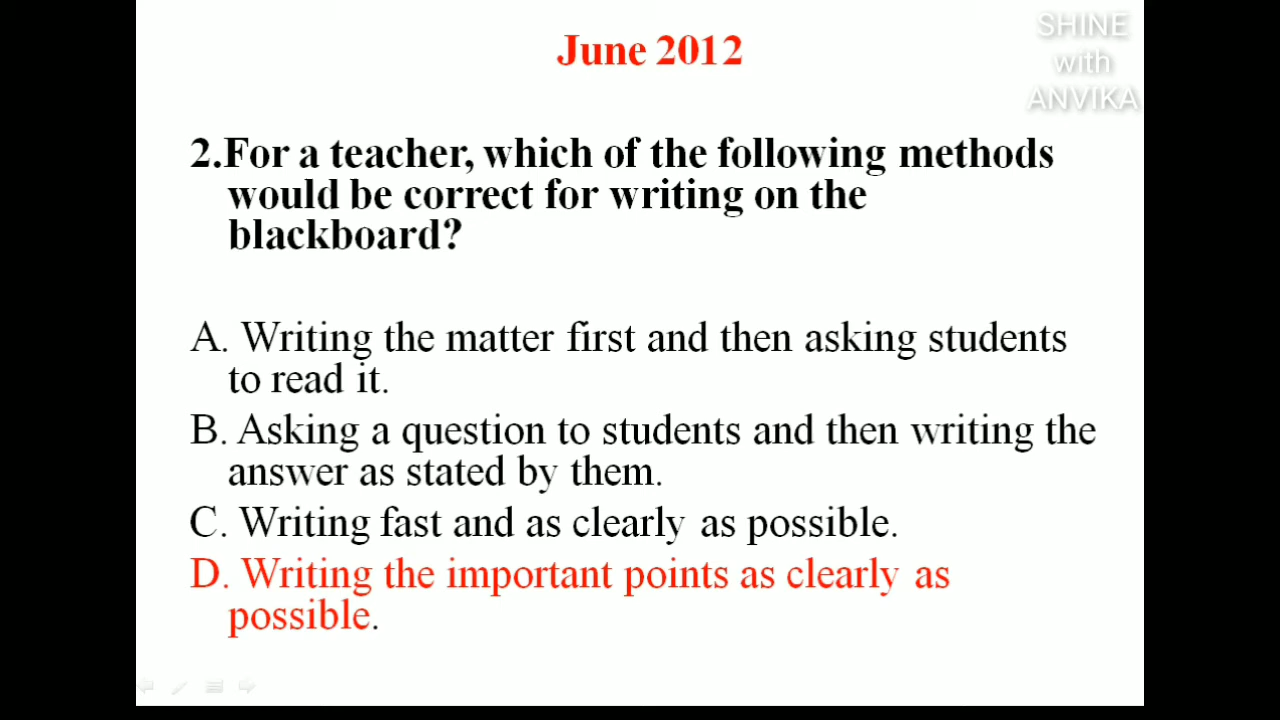 June 2012
SHINE
with
ANVIKA
2.For a teacher, which of the following methods
would be correct for writing on the
blackboard?
A. Writing the matter first and then asking students
to read it.
B. Asking a question to students and then writing the
answer as stated by them.
C. Writing fast and as clearly as possible.
D. Writing the important points as clearly as
possible.